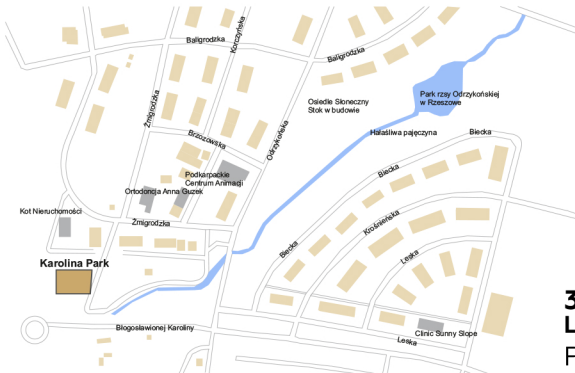 Baligrodzka
Korczyńska
Baligrodzka
Żmigrodzka
Osiedle Słoneczny
Stok w budowie
Park rzsy Odrzykońskiej
w Rzeszowe
Brzozowska
Odrzykońska
Hałaśliwa pajęczyna
Biecka
Podkarpackie
Centrum Animacji
Biecka
Ortodoncja Anna Guzek
Kot Nieruchomości
Żmigrodzka
Krośnieńska
Biecka
Leska
Karolina Park
Błogosławionej Karoliny
Clinic Sunny Slope
Leska
3
L
F